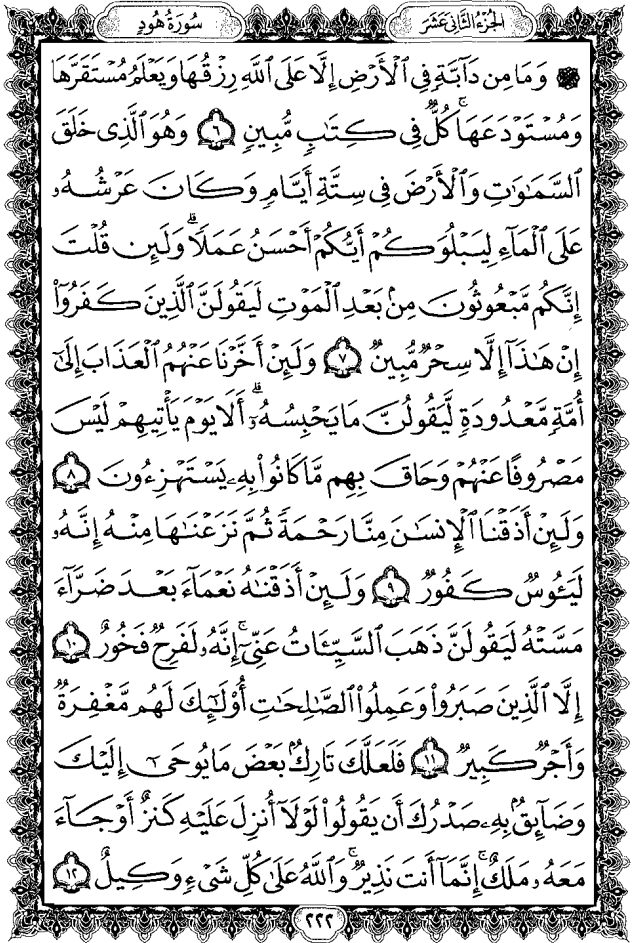 الجزء الثاني عشر
سورة هود
۞ وَمَا مِن دَآبَّةٖ فِي ٱلۡأَرۡضِ إِلَّا عَلَى ٱللَّهِ رِزۡقُهَا وَيَعۡلَمُ مُسۡتَقَرَّهَا
وَمُسۡتَوۡدَعَهَاۚ كُلّٞ فِي كِتَٰبٖ مُّبِينٖ ٦ وَهُوَ ٱلَّذِي خَلَقَ
ٱلسَّمَٰوَٰتِ وَٱلۡأَرۡضَ فِي سِتَّةِ أَيَّامٖ وَكَانَ عَرۡشُهُۥ
عَلَى ٱلۡمَآءِ لِيَبۡلُوَكُمۡ أَيُّكُمۡ أَحۡسَنُ عَمَلٗاۗ وَلَئِن قُلۡتَ
إِنَّكُم مَّبۡعُوثُونَ مِنۢ بَعۡدِ ٱلۡمَوۡتِ لَيَقُولَنَّ ٱلَّذِينَ كَفَرُوٓاْ
إِنۡ هَٰذَآ إِلَّا سِحۡرٞ مُّبِينٞ ٧ وَلَئِنۡ أَخَّرۡنَا عَنۡهُمُ ٱلۡعَذَابَ إِلَىٰٓ
أُمَّةٖ مَّعۡدُودَةٖ لَّيَقُولُنَّ مَا يَحۡبِسُهُۥٓۗ أَلَا يَوۡمَ يَأۡتِيهِمۡ لَيۡسَ
مَصۡرُوفًا عَنۡهُمۡ وَحَاقَ بِهِم مَّا كَانُواْ بِهِۦ يَسۡتَهۡزِءُونَ ٨
وَلَئِنۡ أَذَقۡنَا ٱلۡإِنسَٰنَ مِنَّا رَحۡمَةٗ ثُمَّ نَزَعۡنَٰهَا مِنۡهُ إِنَّهُۥ
لَيَـُٔوسٞ كَفُورٞ ٩ وَلَئِنۡ أَذَقۡنَٰهُ نَعۡمَآءَ بَعۡدَ ضَرَّآءَ
مَسَّتۡهُ لَيَقُولَنَّ ذَهَبَ ٱلسَّيِّـَٔاتُ عَنِّيٓۚ إِنَّهُۥ لَفَرِحٞ فَخُورٌ ١٠
إِلَّا ٱلَّذِينَ صَبَرُواْ وَعَمِلُواْ ٱلصَّٰلِحَٰتِ أُوْلَٰٓئِكَ لَهُم مَّغۡفِرَةٞ
وَأَجۡرٞ كَبِيرٞ ١١ فَلَعَلَّكَ تَارِكُۢ بَعۡضَ مَا يُوحَىٰٓ إِلَيۡكَ
وَضَآئِقُۢ بِهِۦ صَدۡرُكَ أَن يَقُولُواْ لَوۡلَآ أُنزِلَ عَلَيۡهِ كَنزٌ أَوۡ جَآءَ
مَعَهُۥ مَلَكٌۚ إِنَّمَآ أَنتَ نَذِيرٞۚ وَٱللَّهُ عَلَىٰ كُلِّ شَيۡءٖ وَكِيلٌ ١٢
٢٢٢